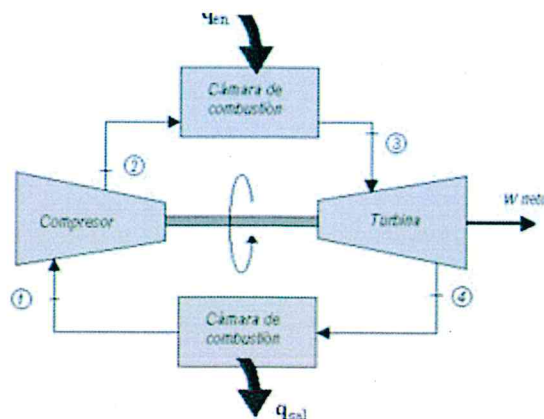 qen
Cámara de
combustión
②
③
Compresor
Turbina
w neto
①
④
Cámara de
combustión
qsal